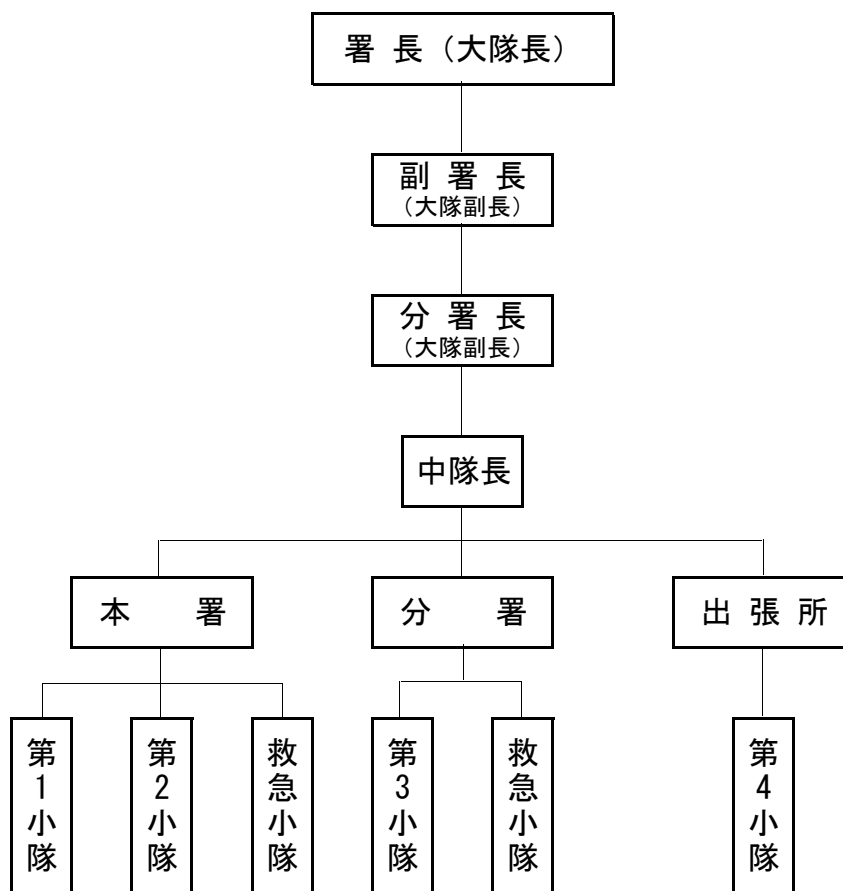 署 長（大隊長）
副 署 長
（大隊副長）
分 署 長
（大隊副長）
中隊長
本　　署
分　　署
出 張 所
第1小隊
第2小隊
救急小隊
第3小隊
救急小隊
第4小隊